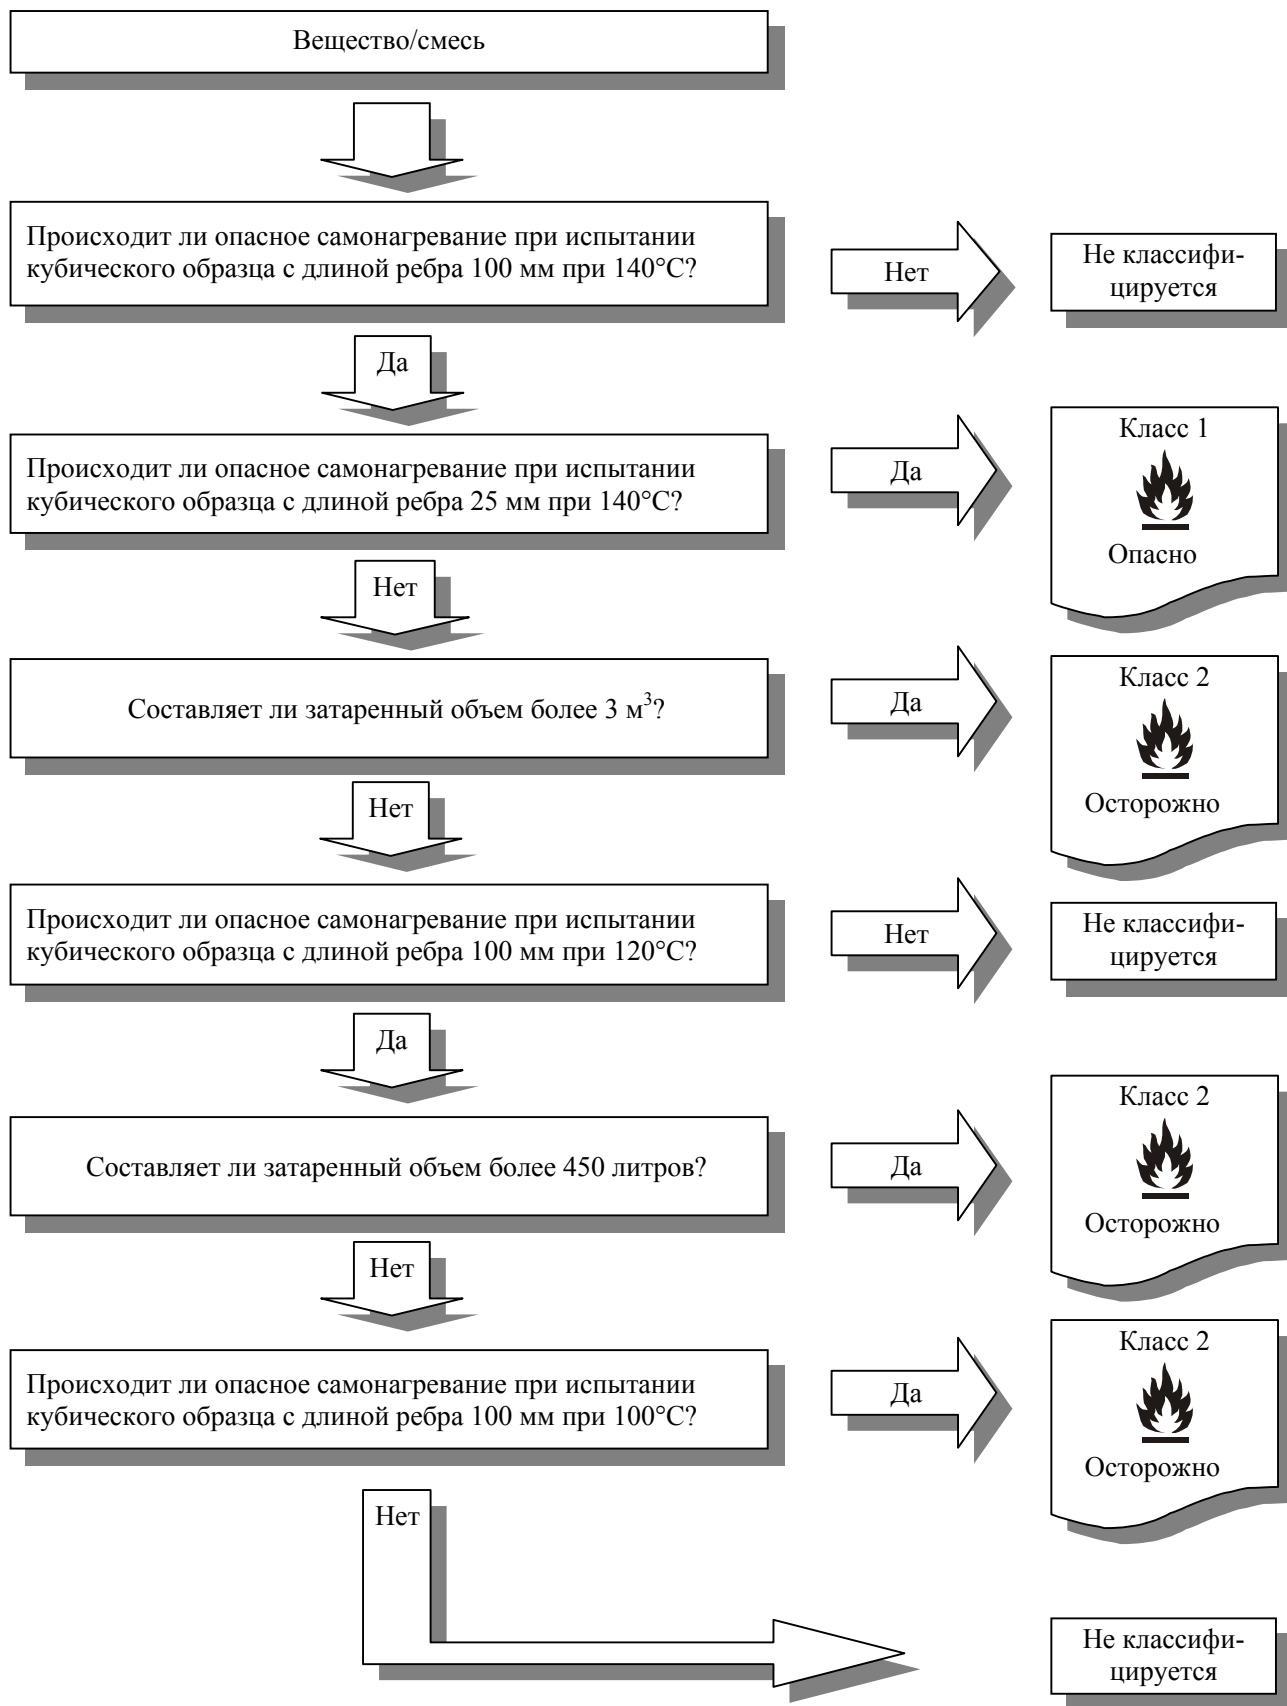 Вещество/смесь
Происходит ли опасное самонагревание при испытании
кубического образца с длиной ребра 100 мм при 140°C?
Нет
Не классифи-
цируется
Да
Происходит ли опасное самонагревание при испытании
кубического образца с длиной ребра 25 мм при 140°C?
Да
Класс 1
Опасно
Нет
Составляет ли затаренный объем более 3 м³?
Да
Класс 2
Осторожно
Нет
Происходит ли опасное самонагревание при испытании
кубического образца с длиной ребра 100 мм при 120°C?
Нет
Не классифи-
цируется
Да
Составляет ли затаренный объем более 450 литров?
Да
Класс 2
Осторожно
Нет
Происходит ли опасное самонагревание при испытании
кубического образца с длиной ребра 100 мм при 100°C?
Да
Класс 2
Осторожно
Нет
Не классифи-
цируется